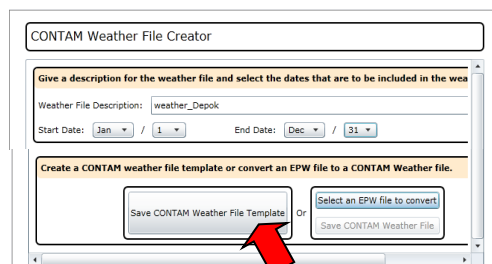 CONTAM Weather File Creator
Give a description for the weather file and select the dates that are to be included in the wea
Weather File Description: weather_Depok
Start Date: Jan / 1 End Date: Dec / 31
Create a CONTAM weather file template or convert an EPW file to a CONTAM Weather file.
Save CONTAM Weather File Template Or Select an EPW file to convert
Save CONTAM Weather File